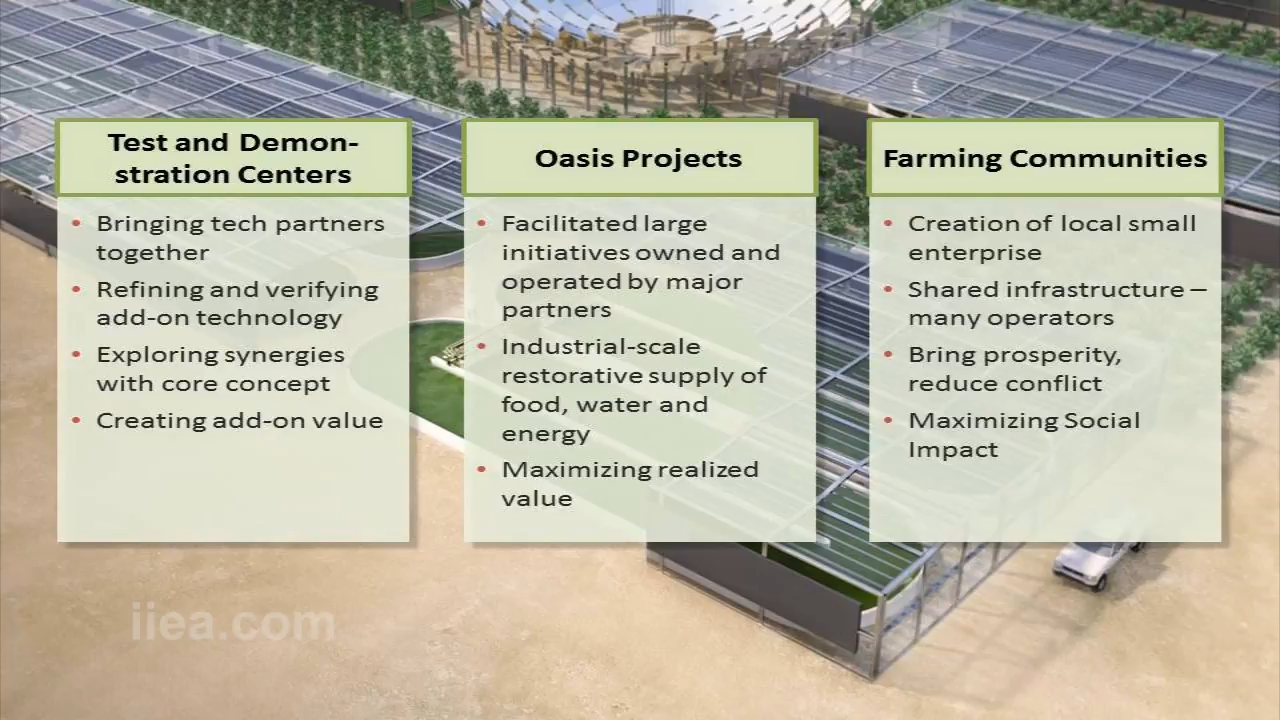 Test and Demon-
stration Centers
• Bringing tech partners
together
• Refining and verifying
add-on technology
• Exploring synergies
with core concept
• Creating add-on value
Oasis Projects
• Facilitated large
initiatives owned and
operated by major
partners
• Industrial-scale
restorative supply of
food, water and
energy
• Maximizing realized
value
Farming Communities
• Creation of local small
enterprise
• Shared infrastructure –
many operators
• Bring prosperity,
reduce conflict
• Maximizing Social
Impact
iiea.com